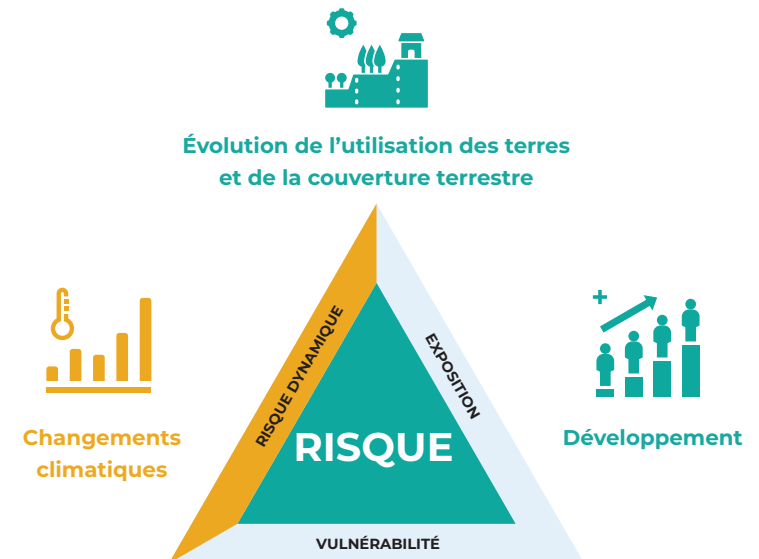 Évolution de l’utilisation des terres
et de la couverture terrestre
RISQUE DYNAMIQUE
EXPOSITION
Changements
climatiques
RISQUE
Développement
VULNÉRABILITÉ